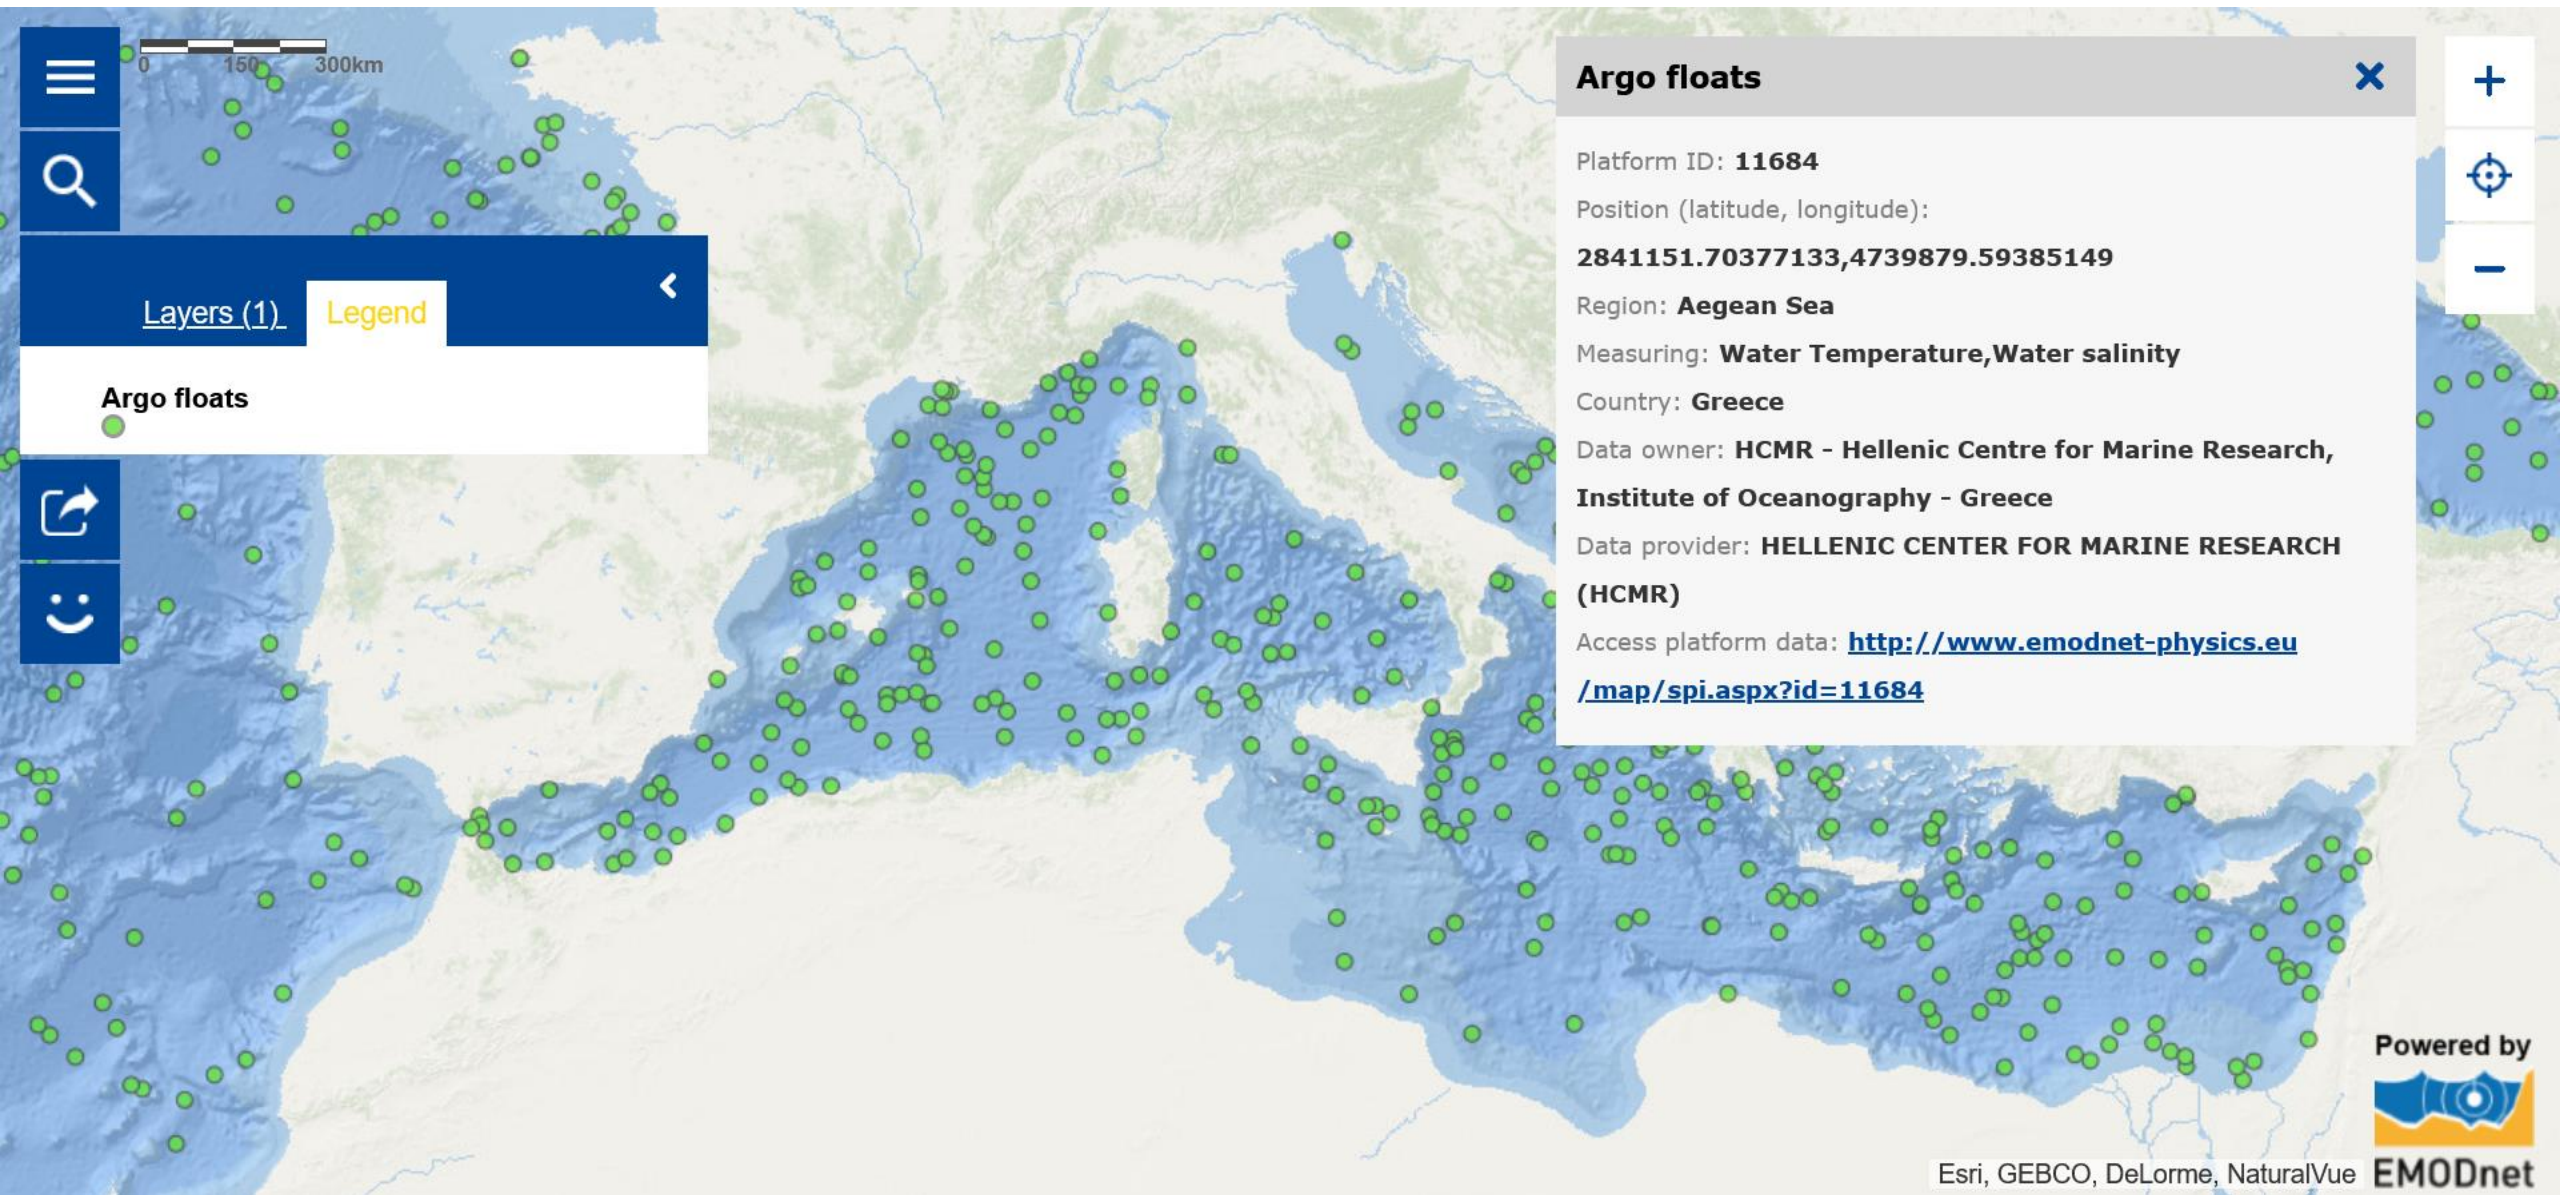 0 150 300km
Layers (1)
Legend
Argo floats
Argo floats
Platform ID: 11684
Position (latitude, longitude):
2841151.70377133,4739879.59385149
Region: Aegean Sea
Measuring: Water Temperature,Water salinity
Country: Greece
Data owner: HCMR - Hellenic Centre for Marine Research,
Institute of Oceanography - Greece
Data provider: HELLENIC CENTER FOR MARINE RESEARCH
(HCMR)
Access platform data: http://www.emodnet-physics.eu
/map/spi.aspx?id=11684
Powered by
EMODnet
Esri, GEBCO, DeLorme, NaturalVue